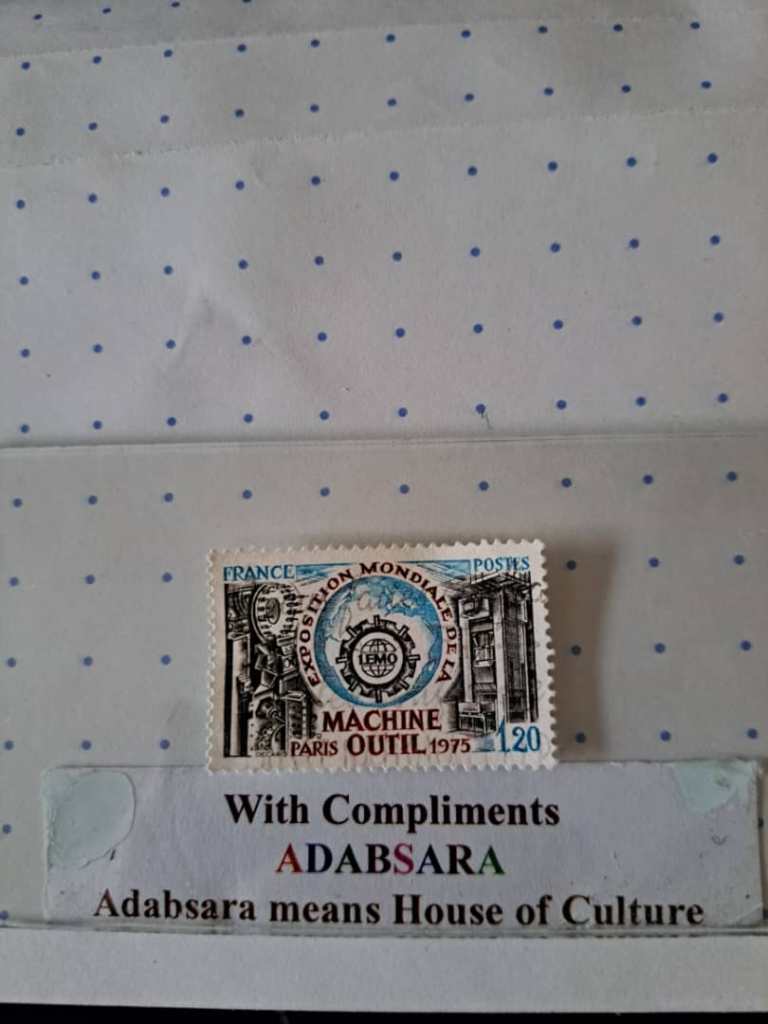 FRANCE POSTES
EXPOSITION MONDIALE DE LA
MACHINE
PARIS OUTIL 1975
1,20
With Compliments
ADABSARA
Adabsara means House of Culture